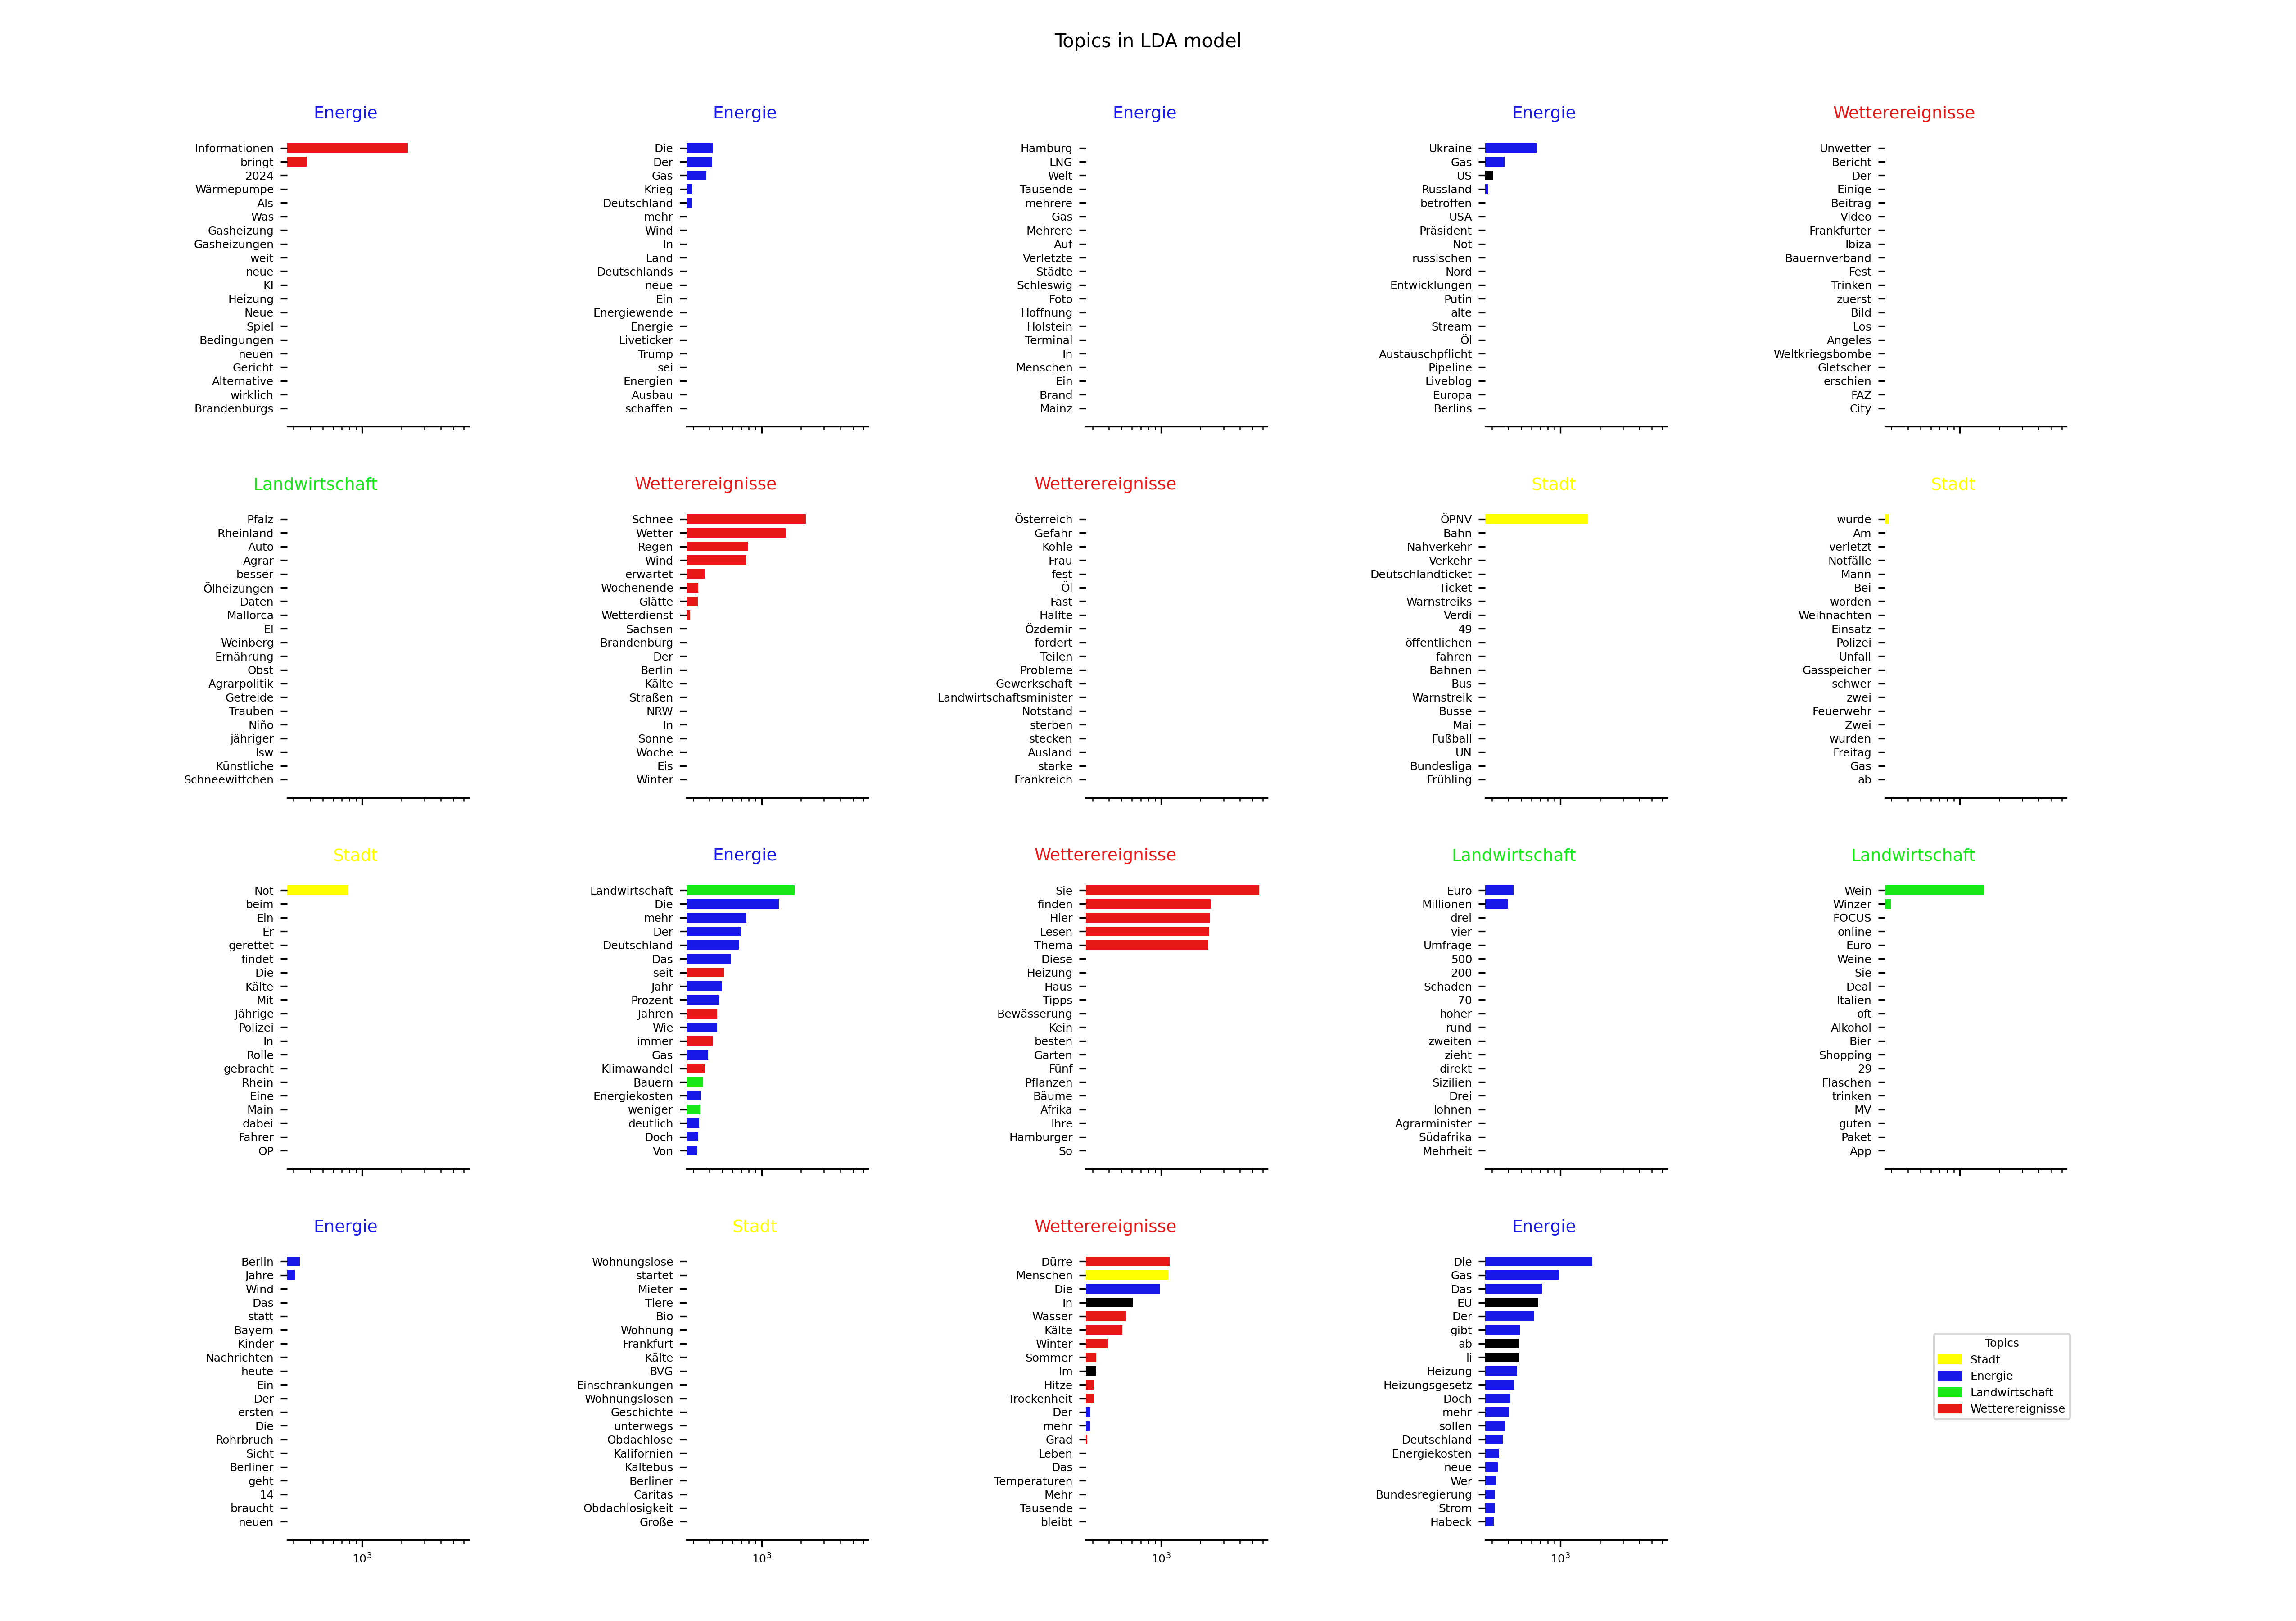 Topics in LDA model
Energie
Informationen
bringt
2024
Wärmepumpe
Als
Was
Gasheizung
Gasheizungen
weit
neue
KI
Heizung
Neue
Spiel
Bedingungen
neuen
Gericht
Alternative
wirklich
Brandenburgs
Energie
Die
Der
Gas
Krieg
Deutschland
mehr
Wind
In
Land
Deutschlands
neue
Ein
Energiewende
Energie
Liveticker
Trump
sei
Energien
Ausbau
schaffen
Energie
Hamburg
LNG
Welt
Tausende
mehrere
Gas
Mehrere
Auf
Verletzte
Städte
Schleswig
Foto
Hoffnung
Holstein
Terminal
In
Menschen
Ein
Brand
Mainz
Energie
Ukraine
Gas
US
Russland
betroffen
USA
Präsident
Not
russischen
Nord
Entwicklungen
Putin
alte
Stream
Öl
Austauschpflicht
Pipeline
Liveblog
Europa
Berlins
Wetterereignisse
Unwetter
Bericht
Der
Einige
Beitrag
Video
Frankfurter
Ibiza
Bauernverband
Fest
Trinken
zuerst
Bild
Los
Angeles
Weltkriegsbombe
Gletscher
erschien
FAZ
City
Landwirtschaft
Pfalz
Rheinland
Auto
Agrar
besser
Ölheizungen
Daten
Mallorca
El
Weinberg
Ernährung
Obst
Agrarpolitik
Getreide
Trauben
Niño
jähriger
lsw
Künstliche
Schneewittchen
Wetterereignisse
Schnee
Wetter
Regen
Wind
erwartet
Wochenende
Glätte
Wetterdienst
Sachsen
Brandenburg
Der
Berlin
Kälte
Straßen
NRW
In
Sonne
Woche
Eis
Winter
Wetterereignisse
Österreich
Gefahr
Kohle
Frau
fest
Öl
Fast
Hälfte
Özdemir
fordert
Teilen
Probleme
Gewerkschaft
Landwirtschaftsminister
Notstand
sterben
stecken
Ausland
starke
Frankreich
Stadt
ÖPNV
Bahn
Nahverkehr
Verkehr
Deutschlandticket
Ticket
Warnstreiks
Verdi
49
öffentlichen
fahren
Bahnen
Bus
Warnstreik
Busse
Mai
Fußball
UN
Bundesliga
Frühling
Stadt
wurde
Am
verletzt
Notfälle
Mann
Bei
worden
Weihnachten
Einsatz
Polizei
Unfall
Gasspeicher
schwer
zwei
Feuerwehr
Zwei
wurden
Freitag
Gas
ab
Stadt
Not
beim
Ein
Er
gerettet
findet
Die
Kälte
Mit
Jährige
Polizei
In
Rolle
gebracht
Rhein
Eine
Main
dabei
Fahrer
OP
Energie
Landwirtschaft
Die
mehr
Der
Deutschland
Das
seit
Jahr
Prozent
Jahren
Wie
immer
Gas
Klimawandel
Bauern
Energiekosten
weniger
deutlich
Doch
Von
Wetterereignisse
Sie
finden
Hier
Lesen
Thema
Diese
Heizung
Haus
Tipps
Bewässerung
Kein
besten
Garten
Fünf
Pflanzen
Bäume
Afrika
Ihre
Hamburger
So
Landwirtschaft
Euro
Millionen
drei
vier
Umfrage
500
200
Schaden
70
hoher
rund
zweiten
zieht
direkt
Sizilien
Drei
lohnen
Agrarminister
Südafrika
Mehrheit
Landwirtschaft
Wein
Winzer
FOCUS
online
Euro
Weine
Sie
Deal
Italien
oft
Alkohol
Bier
Shopping
29
Flaschen
trinken
MV
guten
Paket
App
Energie
Berlin
Jahre
Wind
Das
statt
Bayern
Kinder
Nachrichten
heute
Ein
Der
ersten
Die
Rohrbruch
Sicht
Berliner
geht
14
braucht
neuen
10³
Stadt
Wohnungslose
startet
Mieter
Tiere
Bio
Wohnung
Frankfurt
Kälte
BVG
Einschränkungen
Wohnungslosen
Geschichte
unterwegs
Obdachlose
Kalifornien
Kältebus
Berliner
Caritas
Obdachlosigkeit
Große
10³
Wetterereignisse
Dürre
Menschen
Die
In
Wasser
Kälte
Winter
Sommer
Im
Hitze
Trockenheit
Der
mehr
Grad
Leben
Das
Temperaturen
Mehr
Tausende
bleibt
10³
Energie
Die
Gas
Das
EU
Der
gibt
ab
li
Heizung
Heizungsgesetz
Doch
mehr
sollen
Deutschland
Energiekosten
neue
Wer
Bundesregierung
Strom
Habeck
10³
Topics
Stadt
Energie
Landwirtschaft
Wetterereignisse